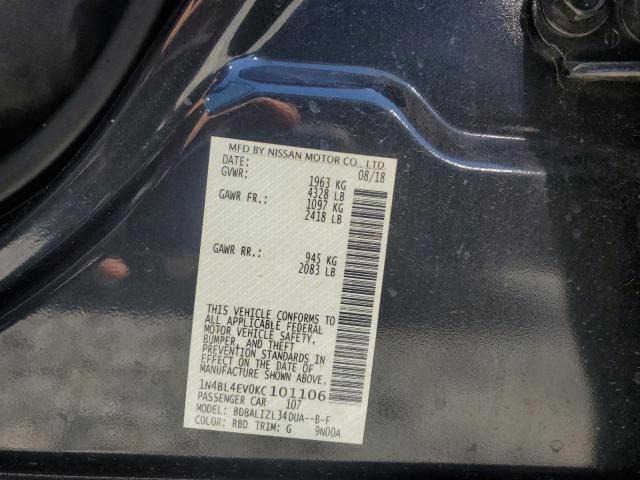 MFD BY NISSAN MOTOR CO., LTD.
DATE: 08/18
GVWR: 1963 KG
4328 LB
GAWR FR.: 1097 KG
2418 LB
GAWR RR.: 945 KG
2083 LB
THIS VEHICLE CONFORMS TO
ALL APPLICABLE FEDERAL
MOTOR VEHICLE SAFETY,
BUMPER, AND THEFT
PREVENTION STANDARDS IN
EFFECT ON THE DATE OF
MANUFACTURE SHOWN ABOVE.
1N4BL4EV0KC101106
PASSENGER CAR 107
MODEL: BDBALIZL34DUA--B-F
COLOR: RBD TRIM: G 9N00A